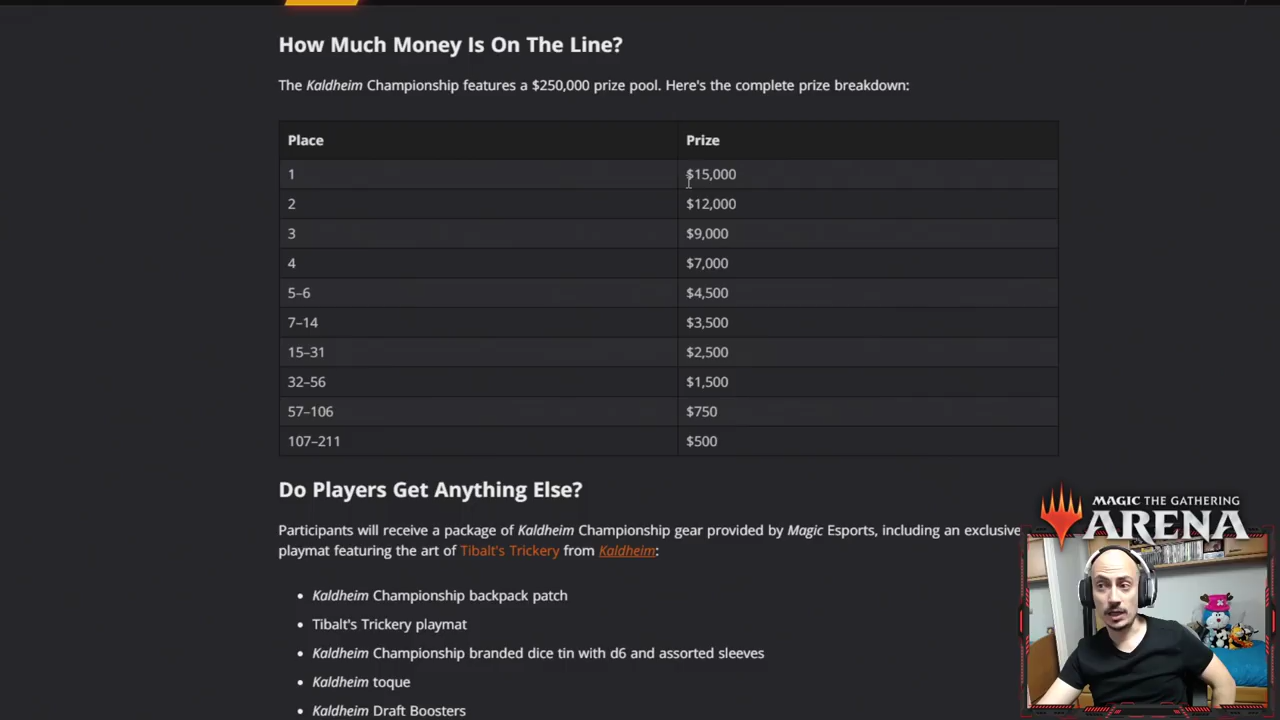 How Much Money Is On The Line?
The Kaldheim Championship features a $250,000 prize pool. Here's the complete prize breakdown:
Place Prize
1 $15,000
2 $12,000
3 $9,000
4 $7,000
5–6 $4,500
7–14 $3,500
15–31 $2,500
32–56 $1,500
57–106 $750
107–211 $500
Do Players Get Anything Else?
Participants will receive a package of Kaldheim Championship gear provided by Magic Esports, including an exclusive
playmat featuring the art of Tibalt's Trickery from Kaldheim:
• Kaldheim Championship backpack patch
• Tibalt's Trickery playmat
• Kaldheim Championship branded dice tin with d6 and assorted sleeves
• Kaldheim toque
• Kaldheim Draft Boosters
MAGIC THE GATHERING
ARENA